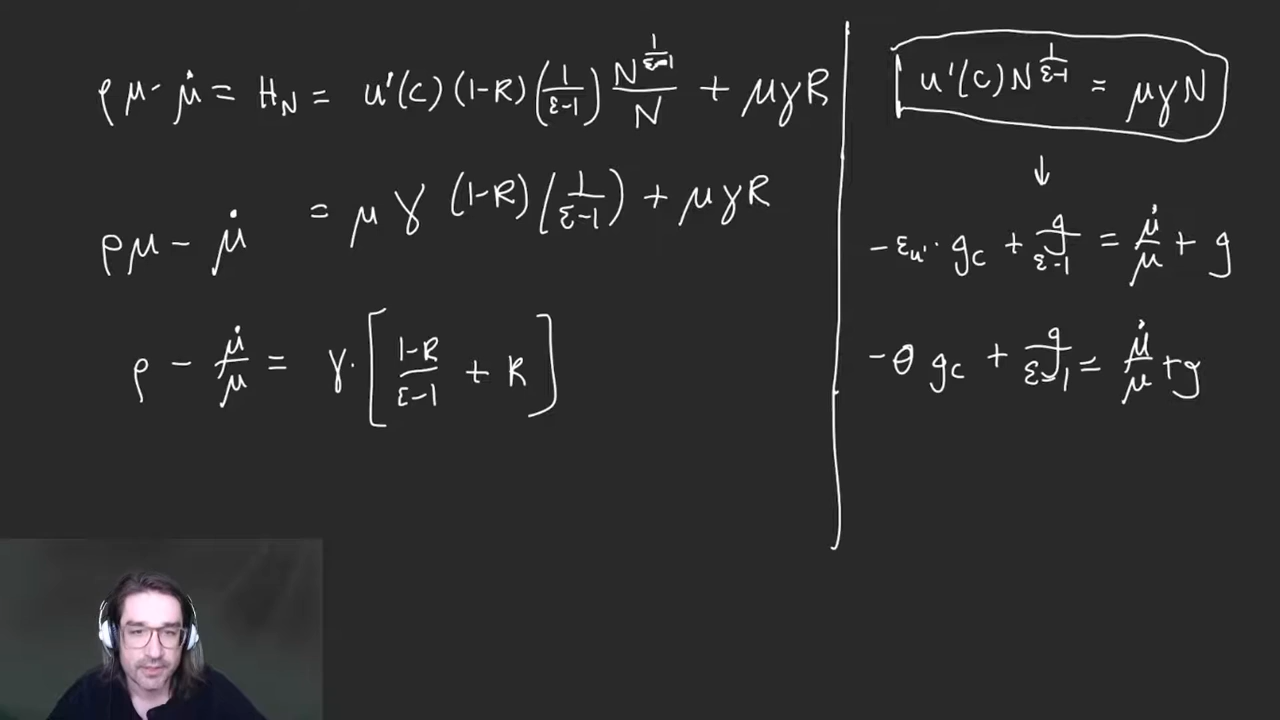 ρμ − μ̇ = H_N = u'(c) (1-R) (1/(ε-1)) N^(1/(ε-1))/N + μγR
ρμ − μ̇ = μ γ (1-R) (1/(ε-1)) + μγR
ρ − μ̇/μ = γ · [(1-R)/(ε-1) + R]
u'(c) N^(1/(ε-1)) = μγN
↓
−ε_u' · g_c + g/(ε-1) = μ̇/μ + g
−θ g_c + g/(ε-1) = μ̇/μ + g